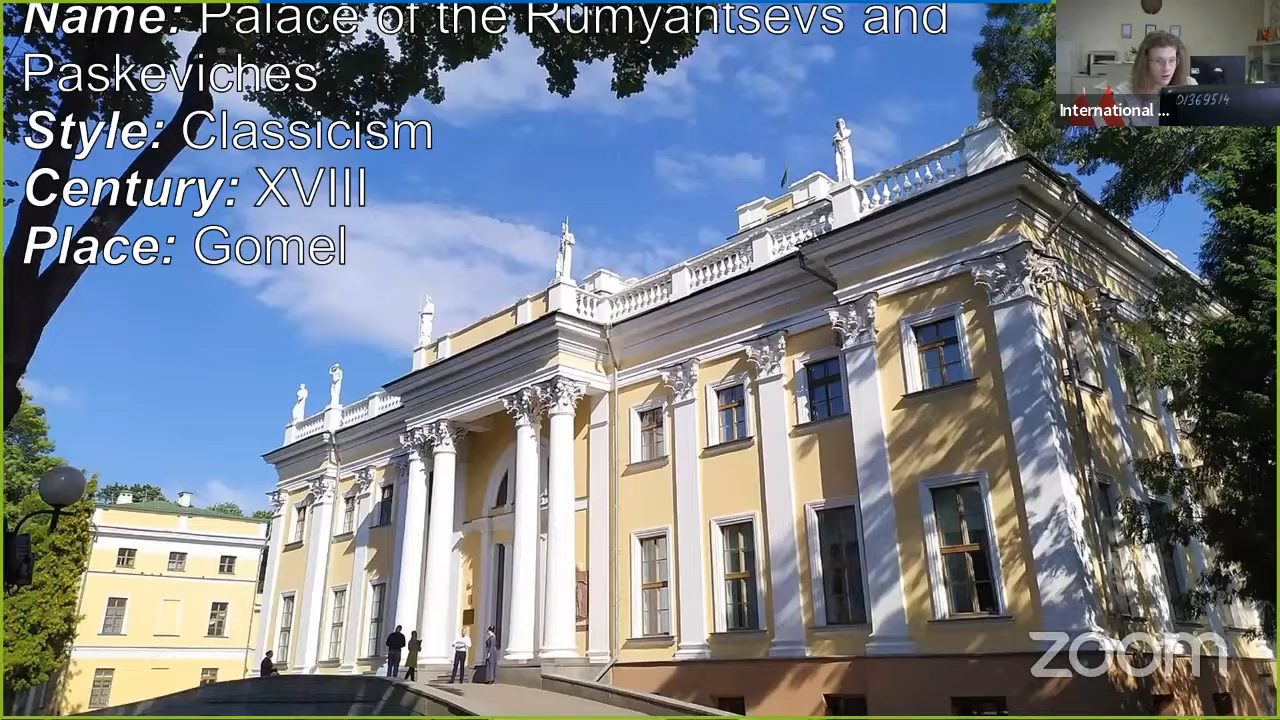 Name: Palace of the Rumyantsevs and
Paskeviches
Style: Classicism
Century: XVIII
Place: Gomel
International ...
01369514
zoom